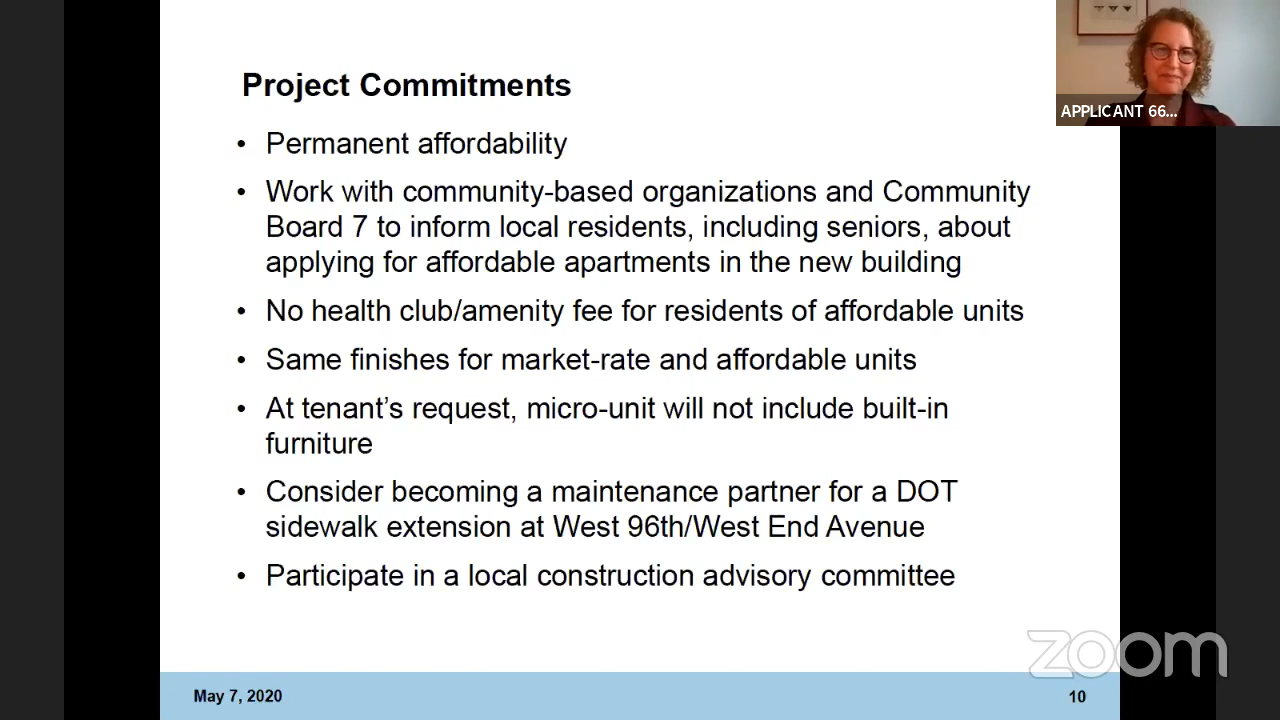 Project Commitments
• Permanent affordability
• Work with community-based organizations and Community
Board 7 to inform local residents, including seniors, about
applying for affordable apartments in the new building
• No health club/amenity fee for residents of affordable units
• Same finishes for market-rate and affordable units
• At tenant's request, micro-unit will not include built-in
furniture
• Consider becoming a maintenance partner for a DOT
sidewalk extension at West 96th/West End Avenue
• Participate in a local construction advisory committee
May 7, 2020
10
APPLICANT 66...
zoom